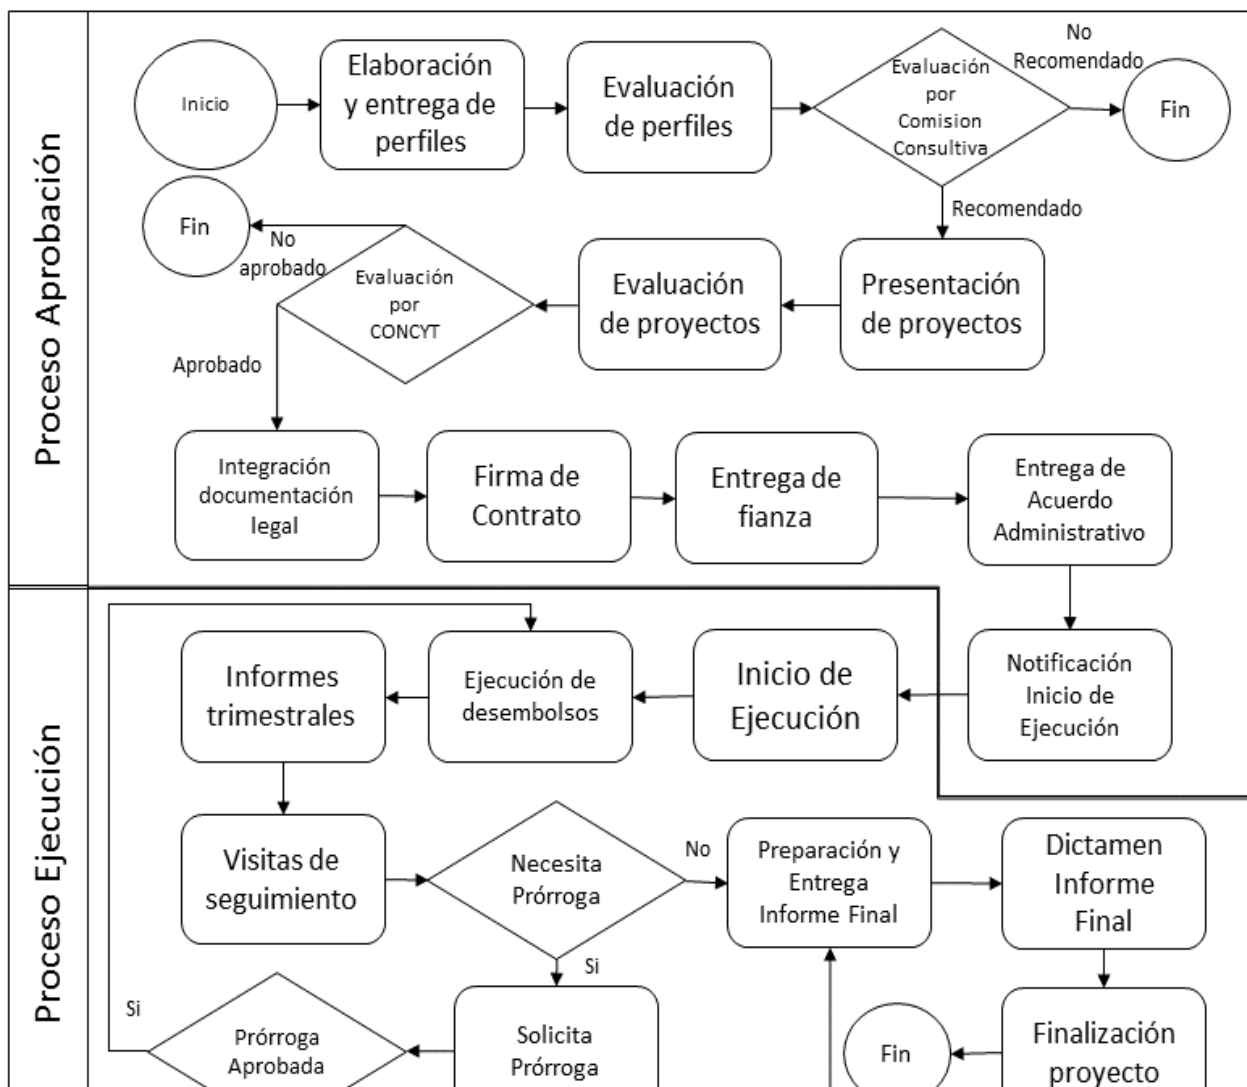 Proceso Aprobación
Inicio
Elaboración
y entrega de
perfiles
Evaluación
de perfiles
Evaluación
por
Comision
Consultiva
No
Recomendado
Fin
Recomendado
Presentación
de proyectos
Evaluación
de proyectos
Evaluación
por
CONCYT
No
aprobado
Fin
Aprobado
Integración
documentación
legal
Firma de
Contrato
Entrega de
fianza
Entrega de
Acuerdo
Administrativo
Notificación
Inicio de
Ejecución
Proceso Ejecución
Inicio de
Ejecución
Ejecución de
desembolsos
Informes
trimestrales
Visitas de
seguimiento
Necesita
Prórroga
No
Preparación y
Entrega
Informe Final
Dictamen
Informe
Final
Si
Solicita
Prórroga
Prórroga
Aprobada
Si
Finalización
proyecto
Fin